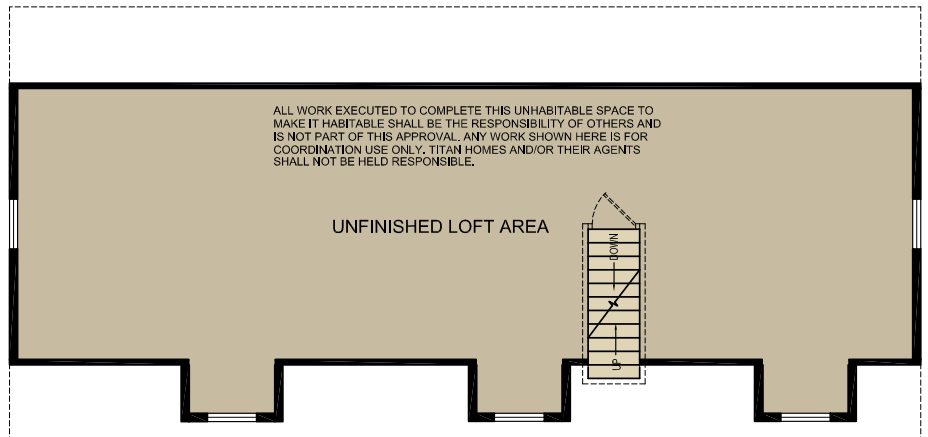 ALL WORK EXECUTED TO COMPLETE THIS UNHABITABLE SPACE TO
MAKE IT HABITABLE SHALL BE THE RESPONSIBILITY OF OTHERS AND
IS NOT PART OF THIS APPROVAL. ANY WORK SHOWN HERE IS FOR
COORDINATION USE ONLY. TITAN HOMES AND/OR THEIR AGENTS
SHALL NOT BE HELD RESPONSIBLE.
UNFINISHED LOFT AREA
DOWN
UP